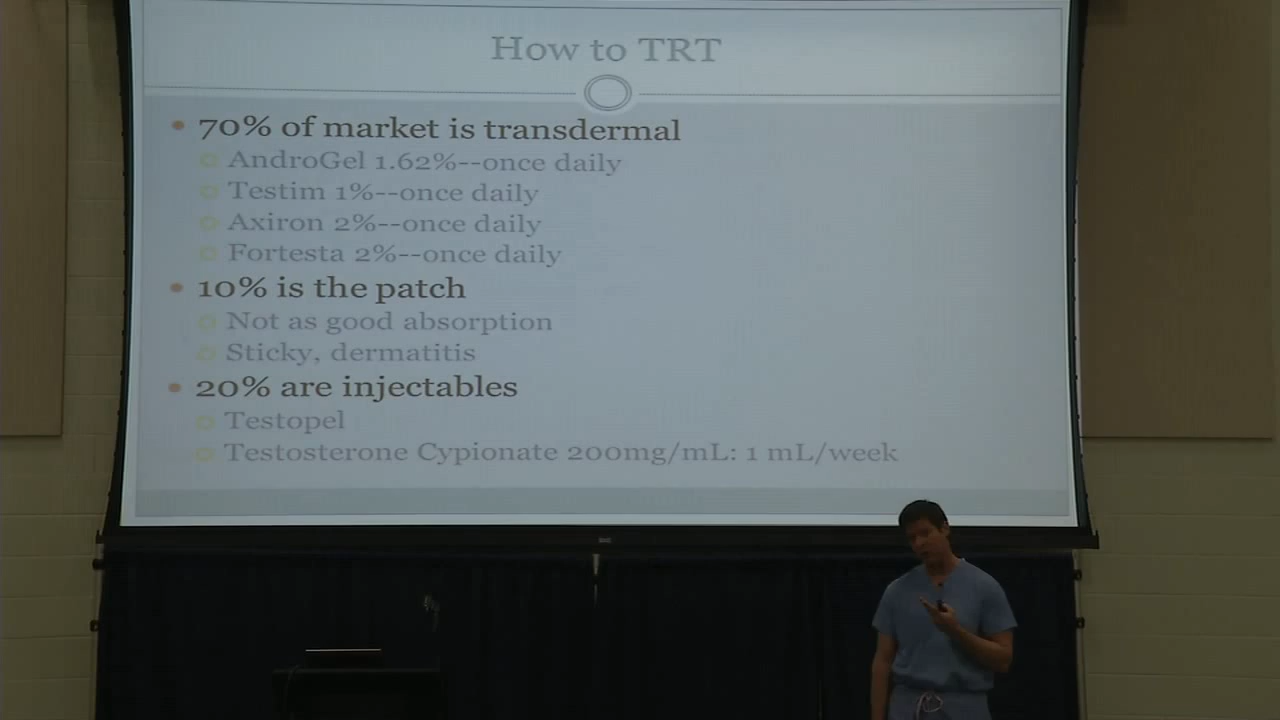 How to TRT
70% of market is transdermal
AndroGel 1.62%--once daily
Testim 1%--once daily
Axiron 2%--once daily
Fortesta 2%--once daily
10% is the patch
Not as good absorption
Sticky, dermatitis
20% are injectables
Testopel
Testosterone Cypionate 200mg/mL: 1 mL/week